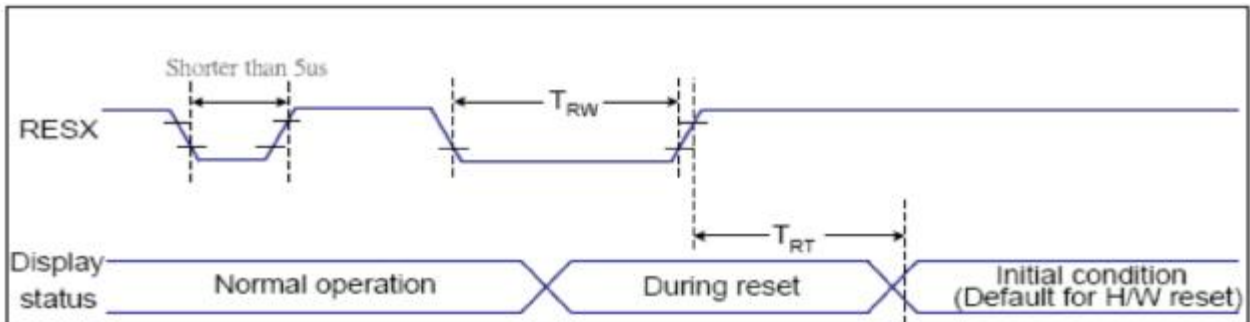 Shorter than 5us
RESX
TRW
TRT
Display
status
Normal operation
During reset
Initial condition
(Default for H/W reset)